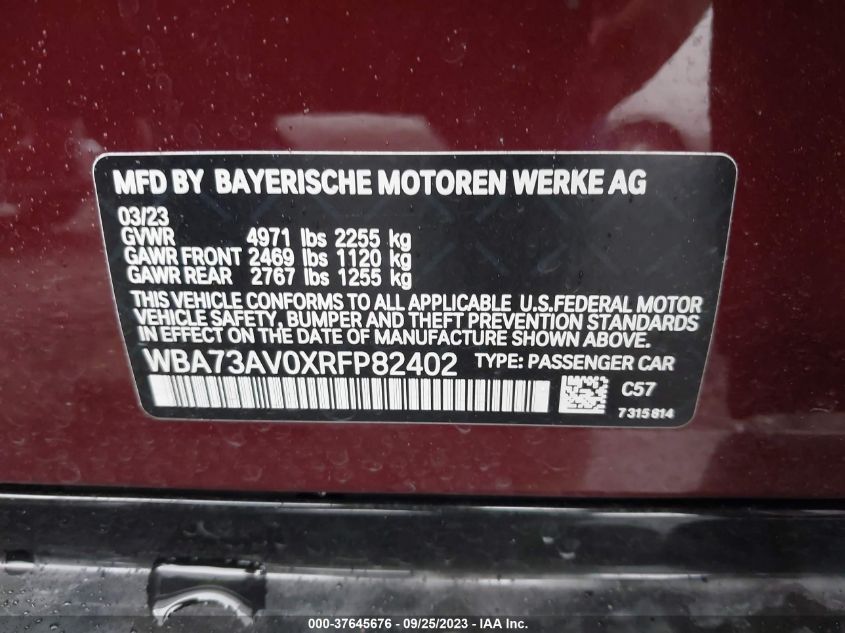 MFD BY BAYERISCHE MOTOREN WERKE AG
03/23
GVWR 4971 lbs 2255 kg
GAWR FRONT 2469 lbs 1120 kg
GAWR REAR 2767 lbs 1255 kg
THIS VEHICLE CONFORMS TO ALL APPLICABLE U.S.FEDERAL MOTOR
VEHICLE SAFETY, BUMPER AND THEFT PREVENTION STANDARDS
IN EFFECT ON THE DATE OF MANUFACTURE SHOWN ABOVE.
WBA73AV0XRFP82402 TYPE: PASSENGER CAR
C57
7 315 814
000-37645676 - 09/25/2023 - IAA Inc.